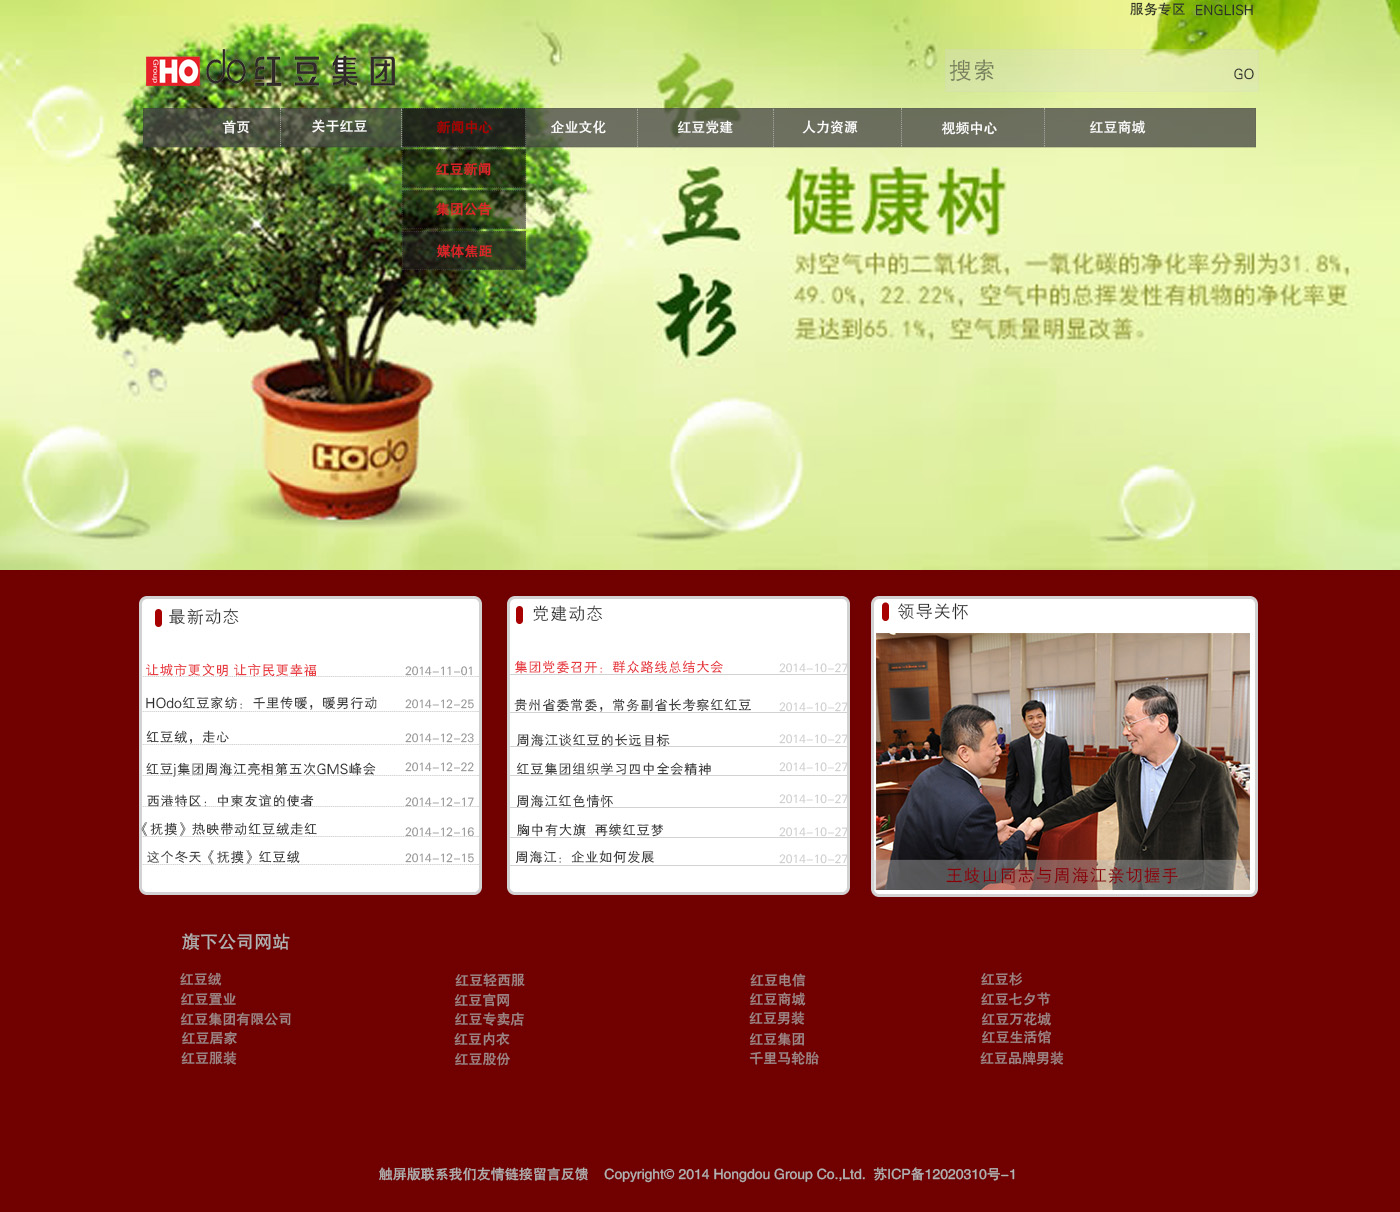 服务专区 ENGLISH
Group HOdo 红豆集团
搜索 GO
首页 关于红豆 新闻中心 企业文化 红豆党建 人力资源 视频中心 红豆商城
红豆新闻
集团公告
媒体焦距
红豆杉
健康树
对空气中的二氧化氮，一氧化碳的净化率分别为31.8%，
49.0%，22.22%，空气中的总挥发性有机物的净化率更
是达到65.1%，空气质量明显改善。
HOdo
最新动态
让城市更文明 让市民更幸福 2014-11-01
HOdo红豆家纺：千里传暖，暖男行动 2014-12-25
红豆绒，走心 2014-12-23
红豆j集团周海江亮相第五次GMS峰会 2014-12-22
西港特区：中柬友谊的使者 2014-12-17
《抚摸》热映带动红豆绒走红 2014-12-16
这个冬天《抚摸》红豆绒 2014-12-15
党建动态
集团党委召开：群众路线总结大会 2014-10-27
贵州省委常委，常务副省长考察红红豆 2014-10-27
周海江谈红豆的长远目标 2014-10-27
红豆集团组织学习四中全会精神 2014-10-27
周海江红色情怀 2014-10-27
胸中有大旗 再续红豆梦 2014-10-27
周海江：企业如何发展 2014-10-27
领导关怀
王歧山同志与周海江亲切握手
旗下公司网站
红豆绒 红豆轻西服 红豆电信 红豆杉
红豆置业 红豆官网 红豆商城 红豆七夕节
红豆集团有限公司 红豆专卖店 红豆男装 红豆万花城
红豆居家 红豆内衣 红豆集团 红豆生活馆
红豆服装 红豆股份 千里马轮胎 红豆品牌男装
触屏版联系我们友情链接留言反馈 Copyright© 2014 Hongdou Group Co.,Ltd. 苏ICP备12020310号-1